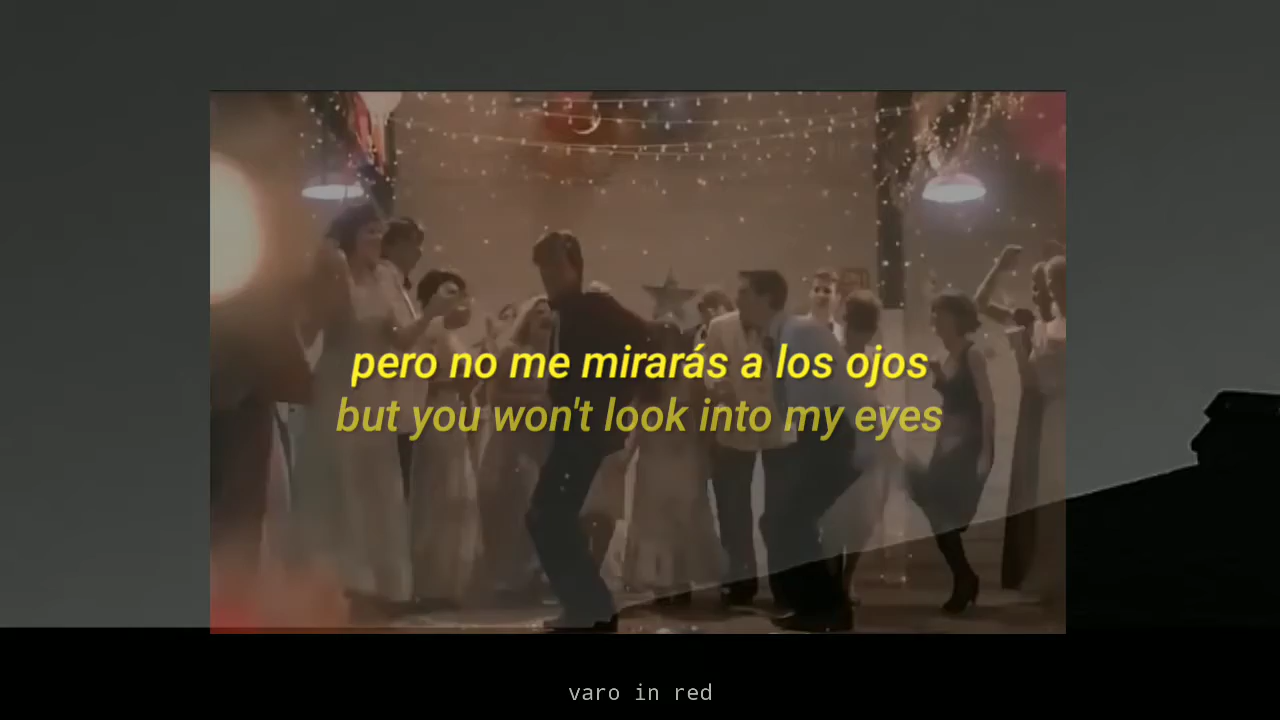 pero no me mirarás a los ojos
but you won't look into my eyes
varo in red